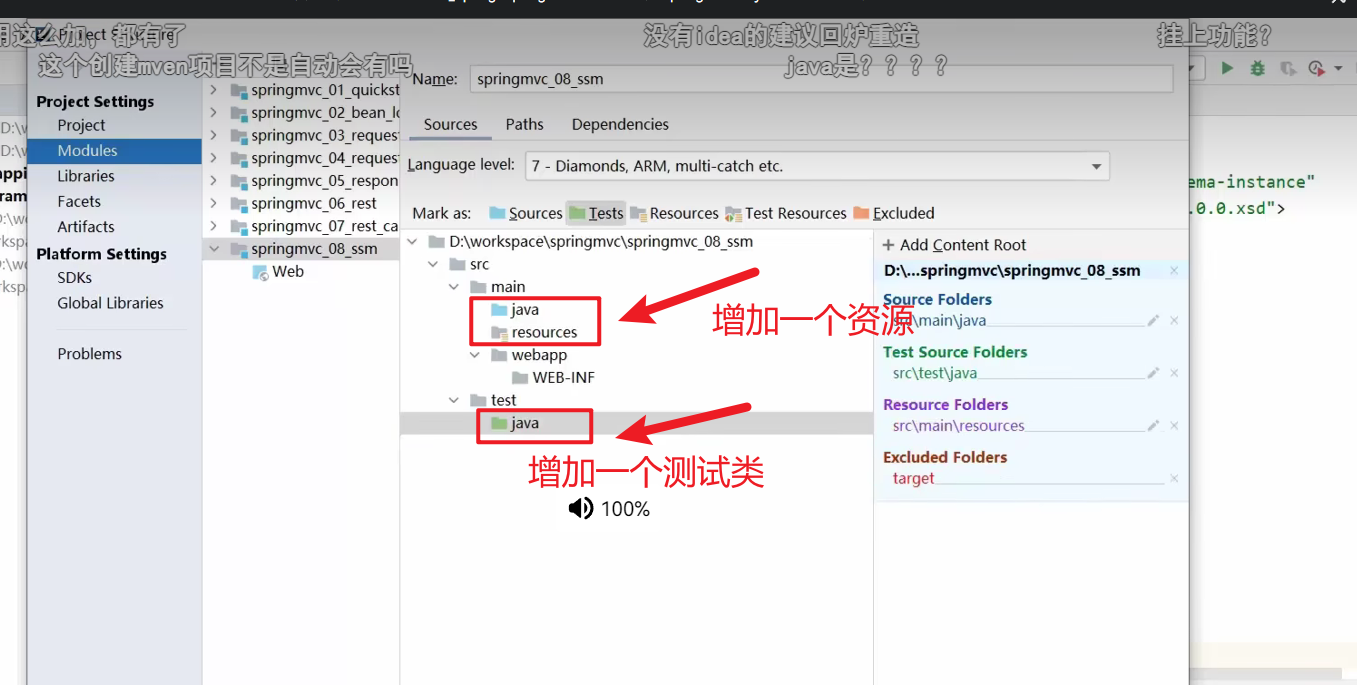 没有idea的建议回炉重造
挂上功能?
都有了
这个创建mven项目不是自动会有吗
java是????
Name:
springmvc_08_ssm
Project Settings
Project
Modules
Libraries
Facets
Artifacts
Platform Settings
SDKs
Global Libraries
Problems
springmvc_01_quickst
springmvc_02_bean_lo
springmvc_03_reques
springmvc_04_reques
springmvc_05_respon
springmvc_06_rest
springmvc_07_rest_ca
springmvc_08_ssm
Web
Sources
Paths
Dependencies
Language level:
7 - Diamonds, ARM, multi-catch etc.
Mark as:
Sources
Tests
Resources
Test Resources
Excluded
D:\workspace\springmvc\springmvc_08_ssm
src
main
java
resources
webapp
WEB-INF
test
java
增加一个资源
增加一个测试类
100%
+ Add Content Root
D:\...springmvc\springmvc_08_ssm
Source Folders
src\main\java
Test Source Folders
src\test\java
Resource Folders
src\main\resources
Excluded Folders
target
ema-instance"
.0.0.xsd">